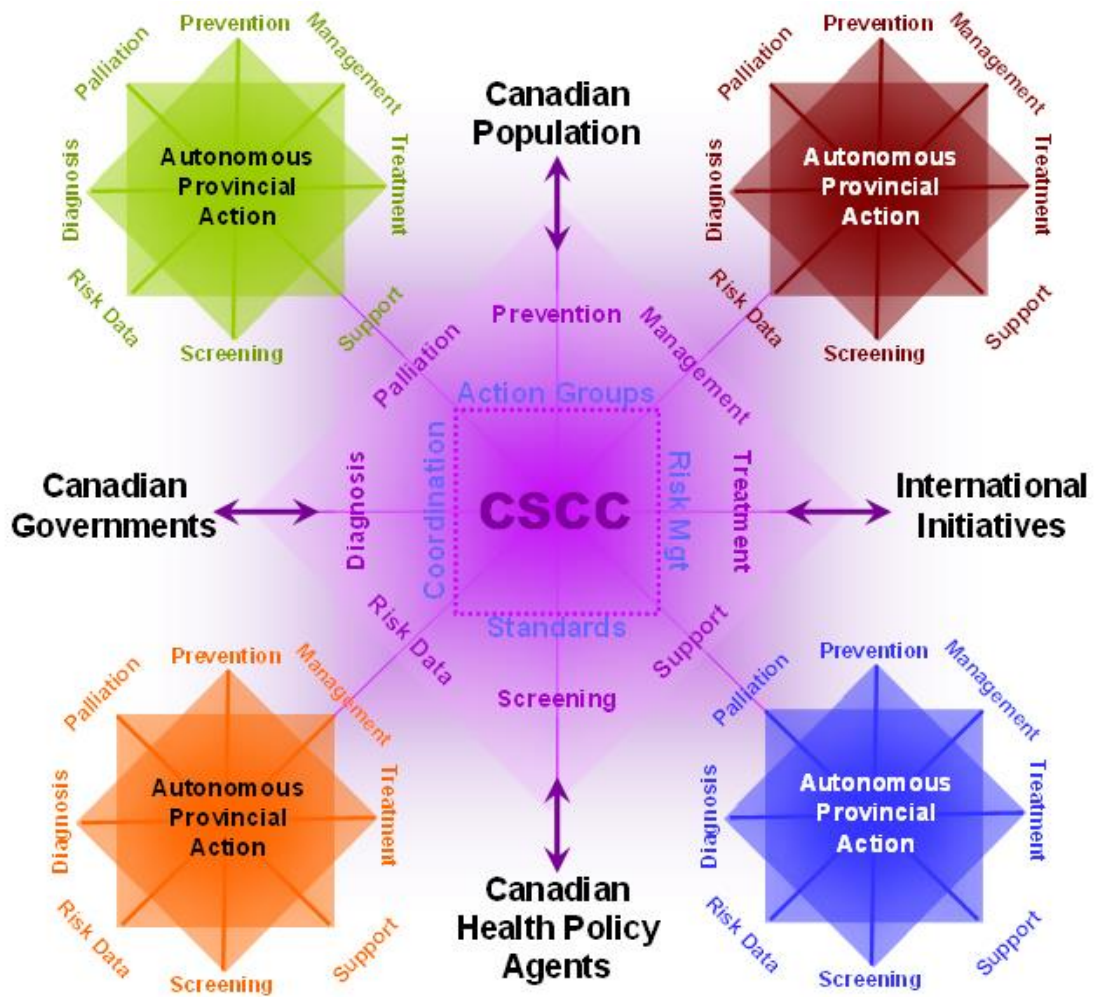 Prevention
Palliation
Management
Diagnosis
Autonomous
Provincial
Action
Treatment
Risk Data
Support
Screening
Canadian
Population
Prevention
Palliation
Management
Diagnosis
Autonomous
Provincial
Action
Treatment
Risk Data
Support
Screening
Prevention
Palliation
Management
Action Groups
Canadian
Governments
Diagnosis
Coordination
CSCC
Risk Mgt
Treatment
International
Initiatives
Standards
Risk Data
Support
Screening
Prevention
Palliation
Management
Diagnosis
Autonomous
Provincial
Action
Treatment
Risk Data
Support
Screening
Canadian
Health Policy
Agents
Prevention
Palliation
Management
Diagnosis
Autonomous
Provincial
Action
Treatment
Risk Data
Support
Screening